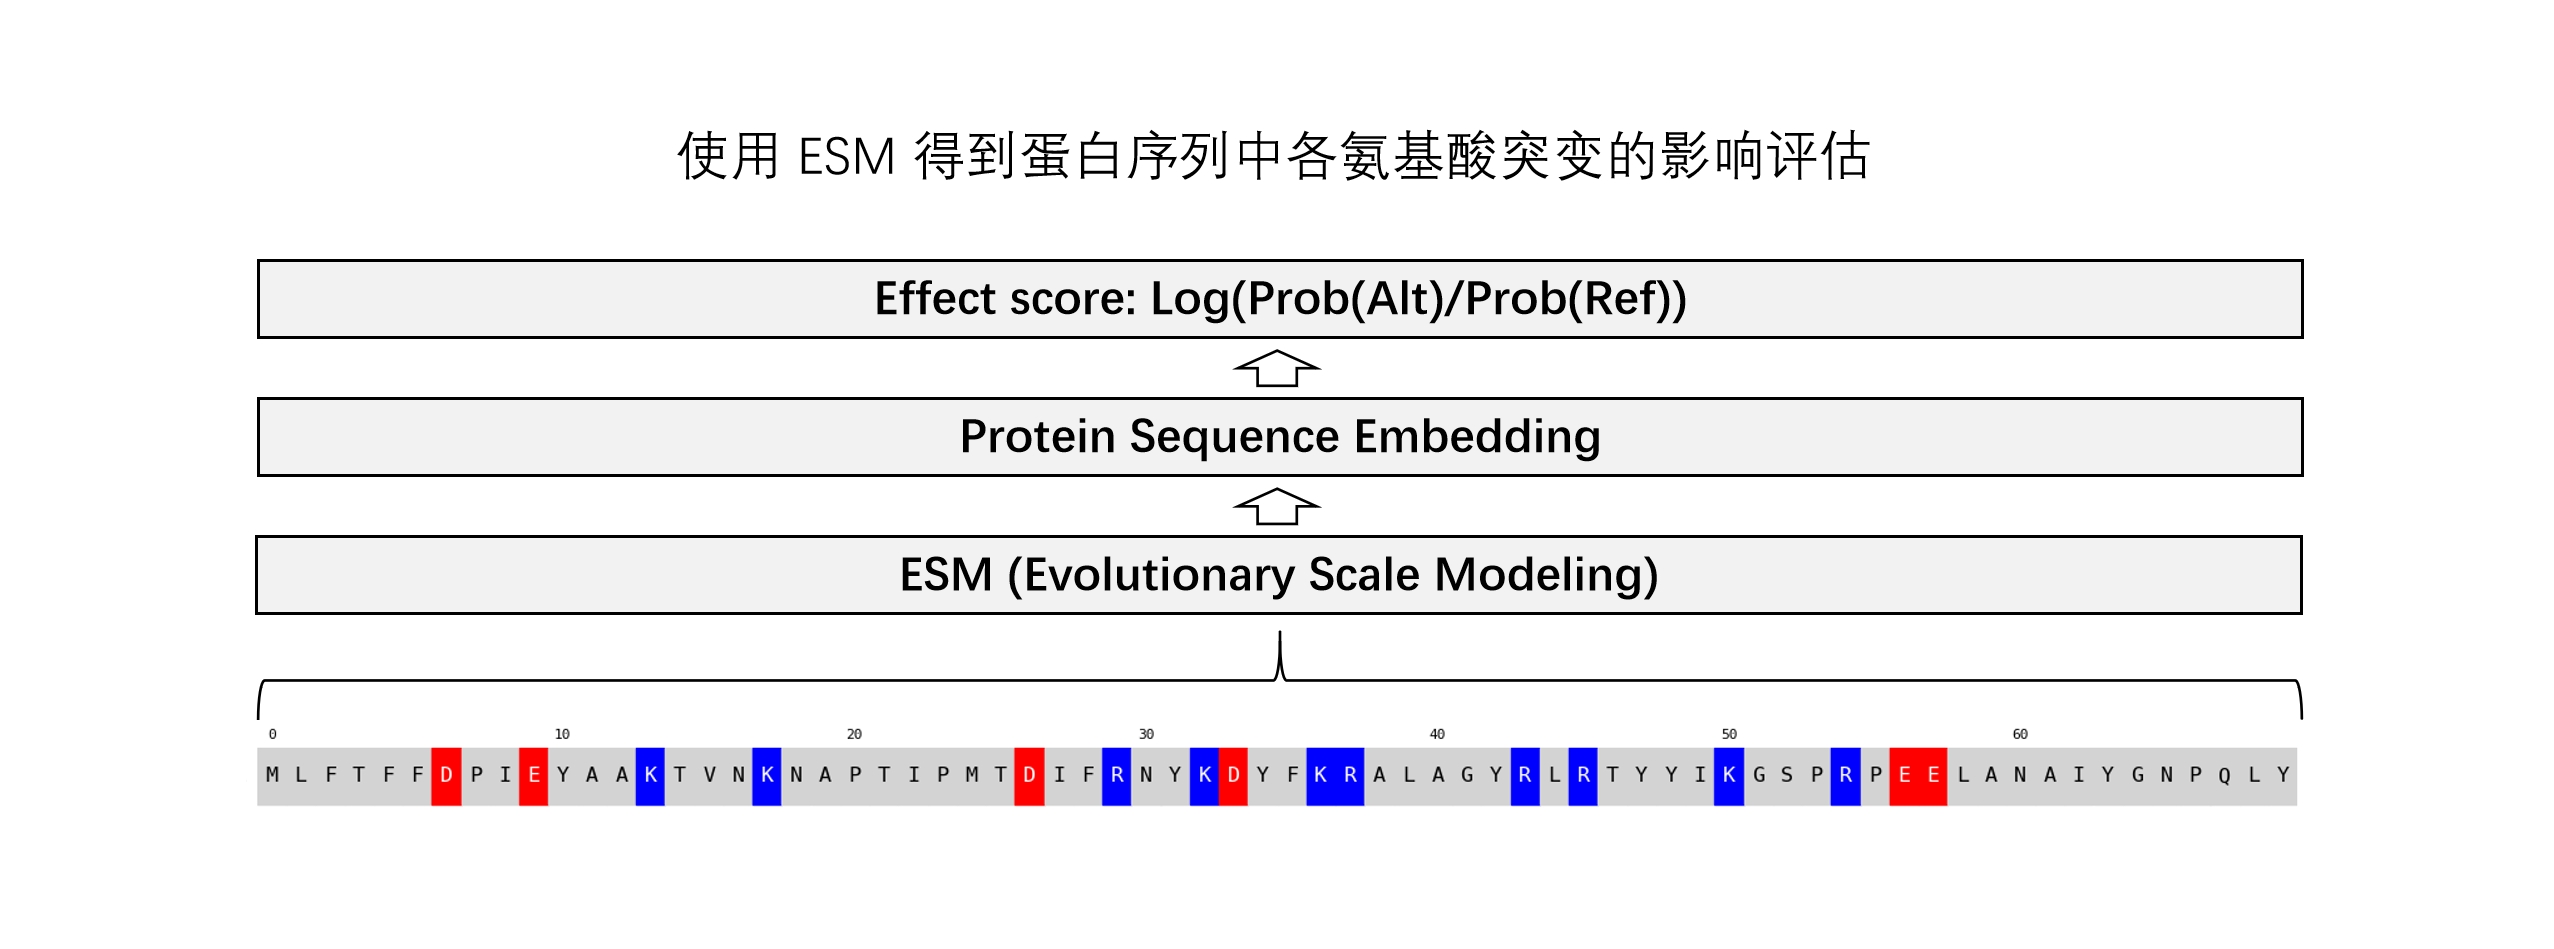 使用 ESM 得到蛋白序列中各氨基酸突变的影响评估
Effect score: Log(Prob(Alt)/Prob(Ref))
Protein Sequence Embedding
ESM (Evolutionary Scale Modeling)
0 10 20 30 40 50 60
M L F T F F D P I E Y A A K T V N K N A P T I P M T D I F R N Y K D Y F K R A L A G Y R L R T Y Y I K G S P R P E E L A N A I Y G N P Q L Y